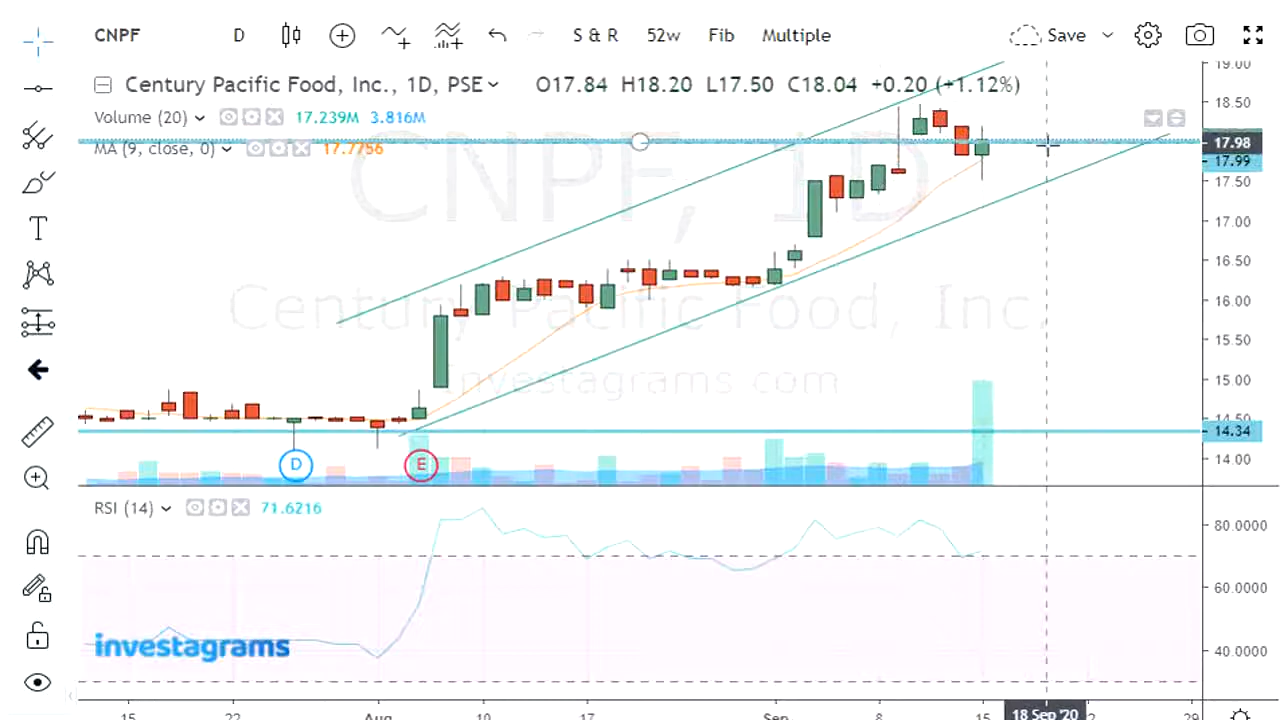 CNPF D S & R 52w Fib Multiple Save
Century Pacific Food, Inc., 1D, PSE O17.84 H18.20 L17.50 C18.04 +0.20 (+1.12%)
Volume (20) 17.239M 3.816M
MA (9, close, 0) 17.7756
CNPF, 1D
Century Pacific Food, Inc.
investagrams.com
19.00
18.50
17.98
17.99
17.50
17.00
16.50
16.00
15.50
15.00
14.50
14.34
14.00
D E
RSI (14) 71.6216
80.0000
60.0000
40.0000
investagrams
15 22 Aug 10 17 Sep 8 15 18 Sep '20 2 29